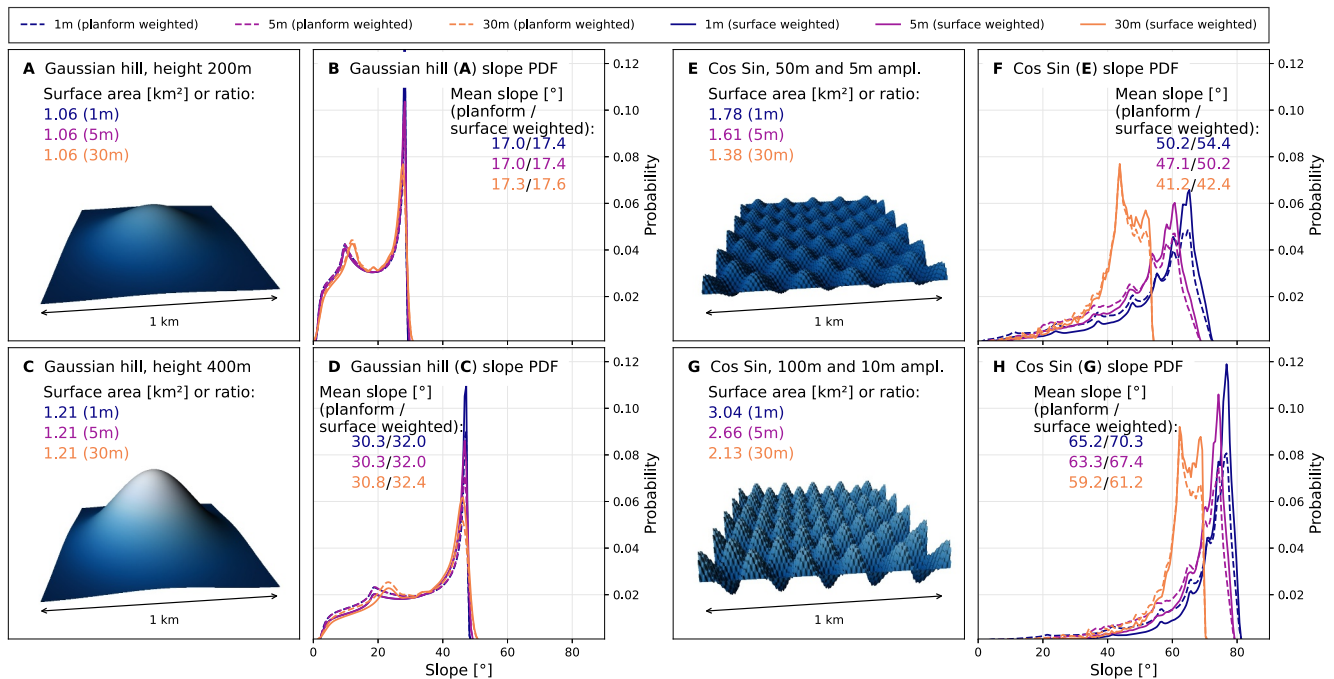 1m (planform weighted) 5m (planform weighted) 30m (planform weighted) 1m (surface weighted) 5m (surface weighted) 30m (surface weighted)
A Gaussian hill, height 200m
Surface area [km²] or ratio:
1.06 (1m)
1.06 (5m)
1.06 (30m)
1 km
B Gaussian hill (A) slope PDF
Mean slope [°]
(planform /
surface weighted):
17.0/17.4
17.0/17.4
17.3/17.6
0.12
0.10
0.08
0.06
0.04
0.02
Probability
E Cos Sin, 50m and 5m ampl.
Surface area [km²] or ratio:
1.78 (1m)
1.61 (5m)
1.38 (30m)
1 km
F Cos Sin (E) slope PDF
Mean slope [°]
(planform /
surface weighted):
50.2/54.4
47.1/50.2
41.2/42.4
0.12
0.10
0.08
0.06
0.04
0.02
Probability
C Gaussian hill, height 400m
Surface area [km²] or ratio:
1.21 (1m)
1.21 (5m)
1.21 (30m)
1 km
D Gaussian hill (C) slope PDF
Mean slope [°]
(planform /
surface weighted):
30.3/32.0
30.3/32.0
30.8/32.4
0.12
0.10
0.08
0.06
0.04
0.02
Probability
0 20 40 60 80
Slope [°]
G Cos Sin, 100m and 10m ampl.
Surface area [km²] or ratio:
3.04 (1m)
2.66 (5m)
2.13 (30m)
1 km
H Cos Sin (G) slope PDF
Mean slope [°]
(planform /
surface weighted):
65.2/70.3
63.3/67.4
59.2/61.2
0.12
0.10
0.08
0.06
0.04
0.02
Probability
0 20 40 60 80
Slope [°]